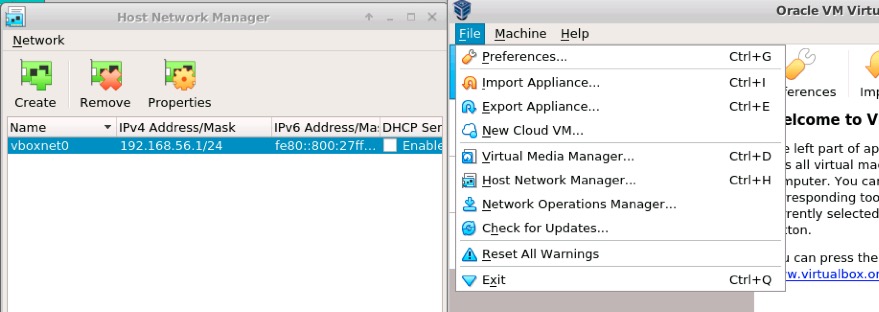 Host Network Manager
Network
Create Remove Properties
Name IPv4 Address/Mask IPv6 Address/Ma DHCP Ser
vboxnet0 192.168.56.1/24 fe80::800:27ff... Enable
Oracle VM Virtu
File Machine Help
Preferences... Ctrl+G
Import Appliance... Ctrl+I
Export Appliance... Ctrl+E
New Cloud VM...
Virtual Media Manager... Ctrl+D
Host Network Manager... Ctrl+H
Network Operations Manager...
Check for Updates...
Reset All Warnings
Exit Ctrl+Q
erences Imp
elcome to V
e left part of ap
s all virtual ma
mputer. You can
rresponding too
rrently selected
tton.
u can press the
w.virtualbox.or